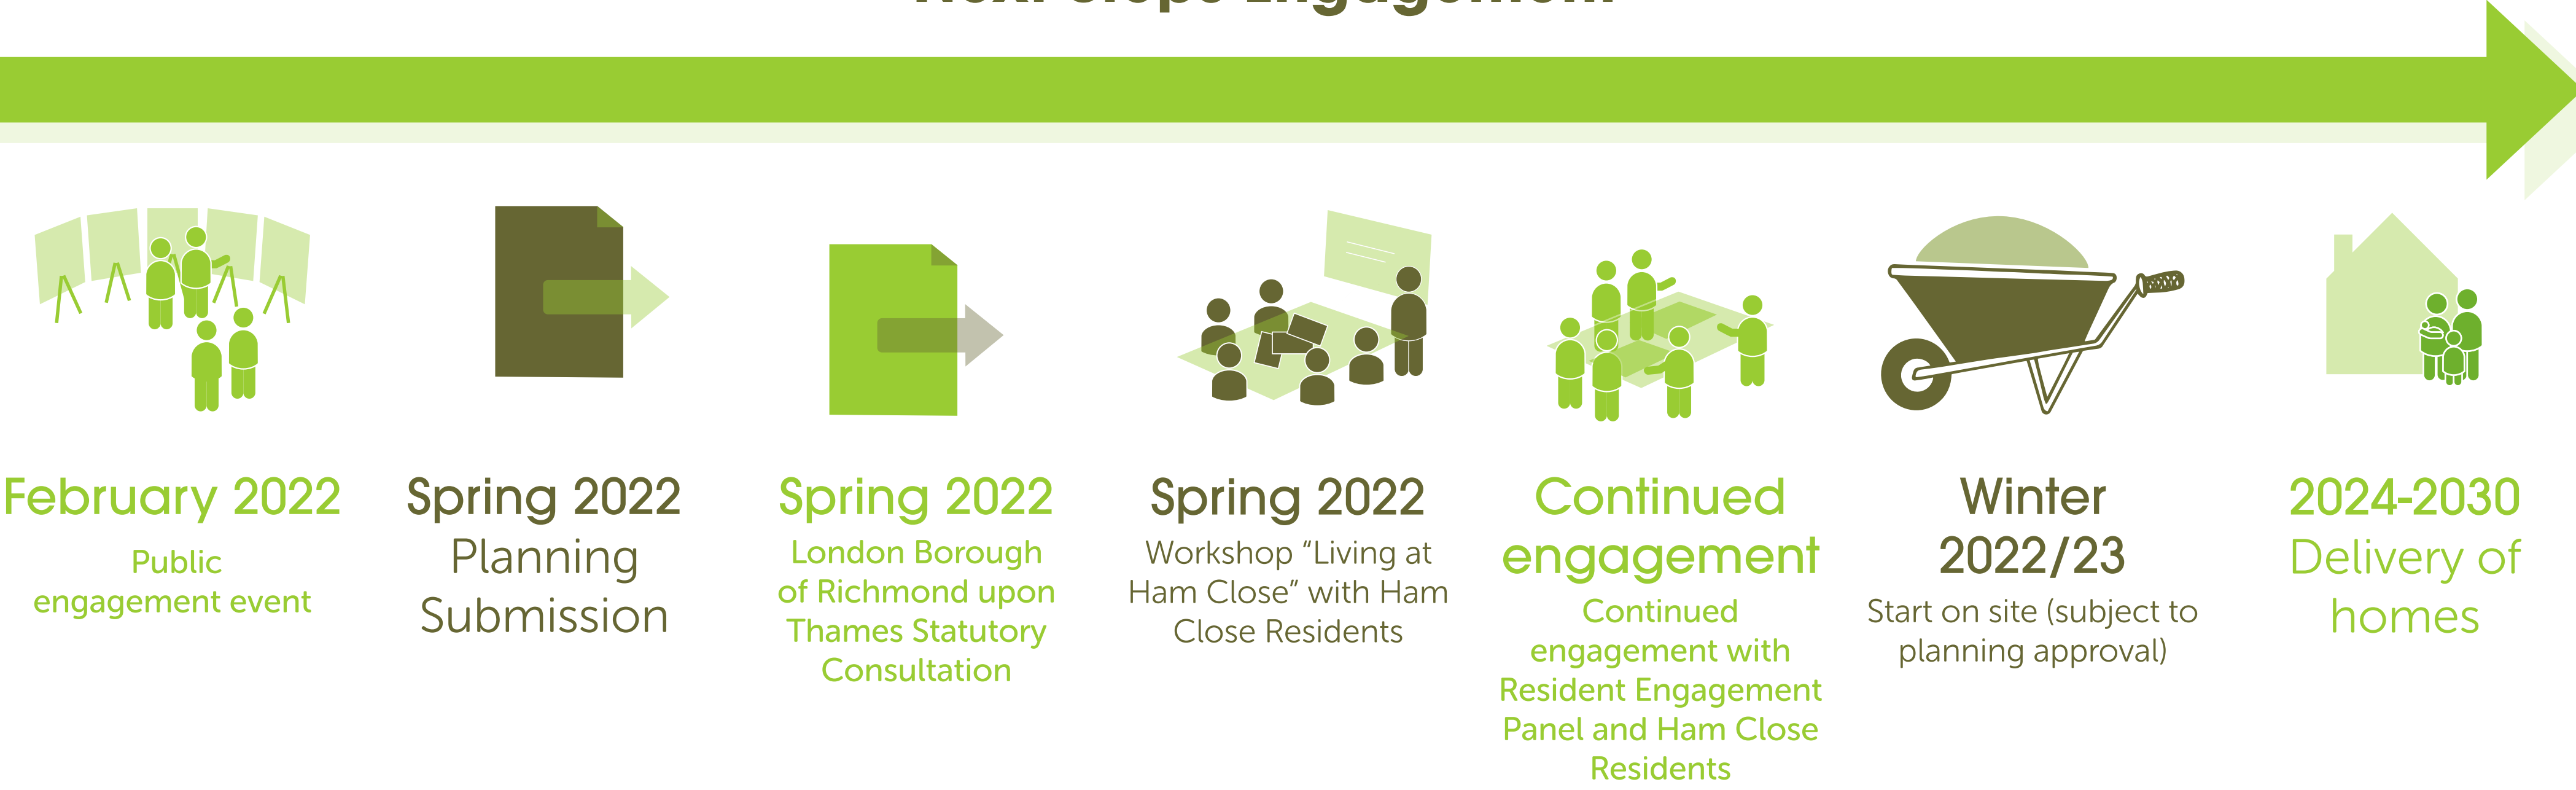 Next Steps Engagement
February 2022
Public
engagement event
Spring 2022
Planning
Submission
Spring 2022
London Borough
of Richmond upon
Thames Statutory
Consultation
Spring 2022
Workshop “Living at
Ham Close” with Ham
Close Residents
Continued
engagement
Continued
engagement with
Resident Engagement
Panel and Ham Close
Residents
Winter
2022/23
Start on site (subject to
planning approval)
2024-2030
Delivery of
homes